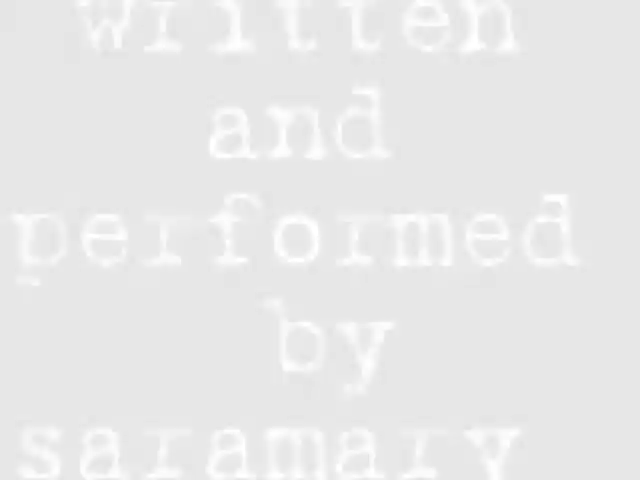 written
and
performed
by
saramary